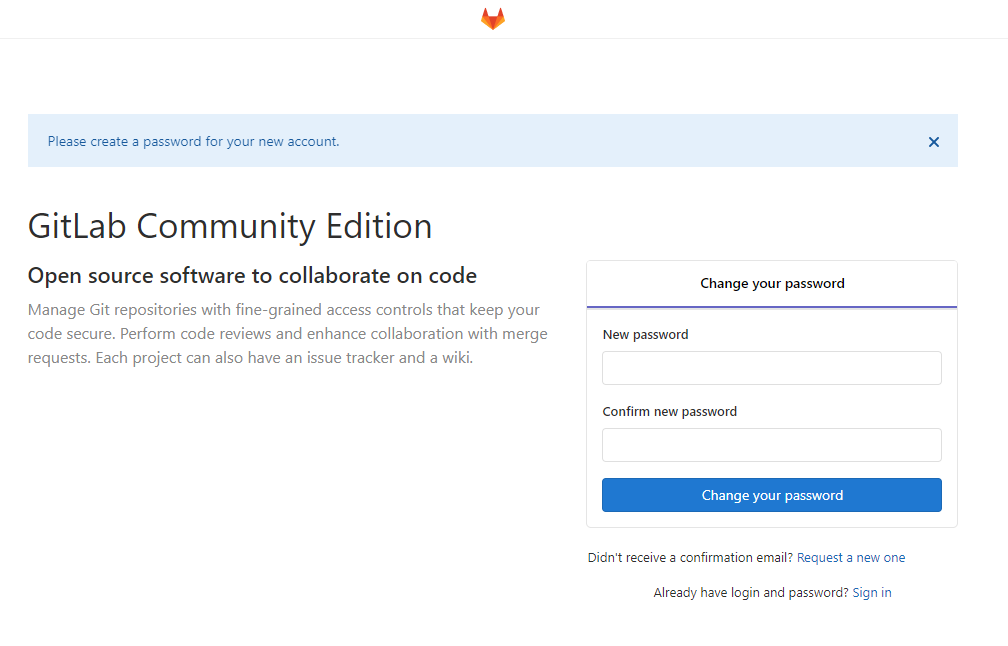 Please create a password for your new account.
GitLab Community Edition
Open source software to collaborate on code
Manage Git repositories with fine-grained access controls that keep your
code secure. Perform code reviews and enhance collaboration with merge
requests. Each project can also have an issue tracker and a wiki.
Change your password
New password
Confirm new password
Change your password
Didn't receive a confirmation email? Request a new one
Already have login and password? Sign in